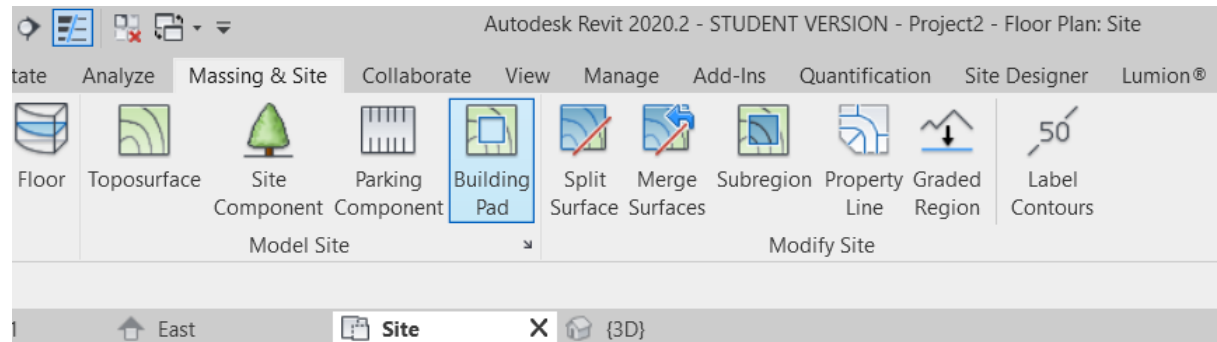 Autodesk Revit 2020.2 - STUDENT VERSION - Project2 - Floor Plan: Site
tate Analyze Massing & Site Collaborate View Manage Add-Ins Quantification Site Designer Lumion®
50
Floor Toposurface Site Parking Building Split Merge Subregion Property Graded Label
Component Component Pad Surface Surfaces Line Region Contours
Model Site Modify Site
1 East Site {3D}